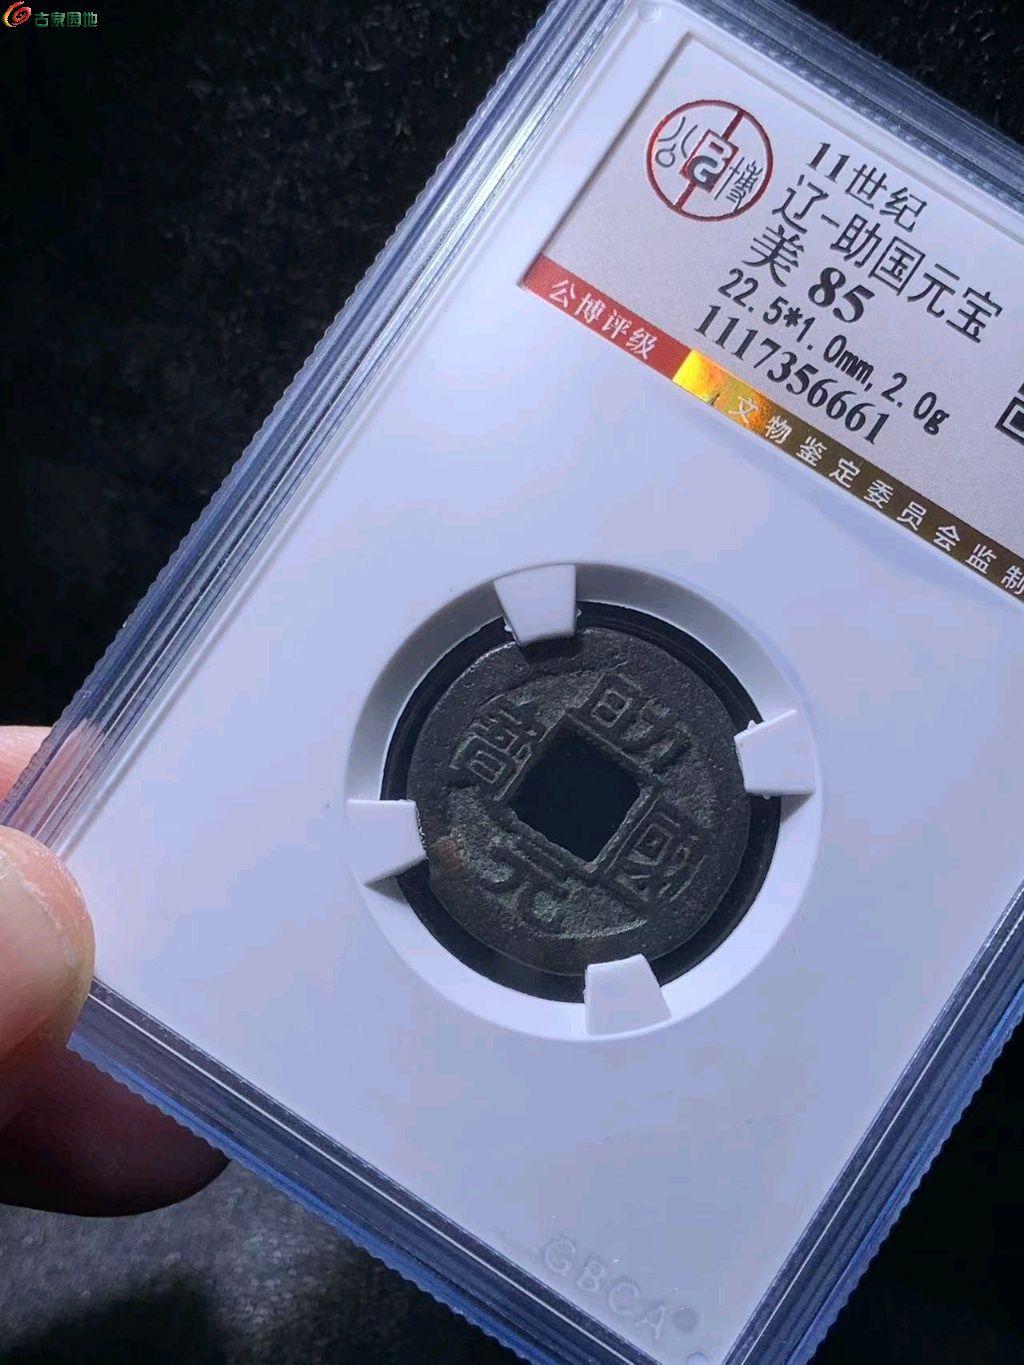 古泉园地
公博
11世纪
辽-助国元宝
美 85
22.5*1.0mm,2.0g
1117356661
公博评级
文物鉴定委员会监制
助國元寶
GBCA